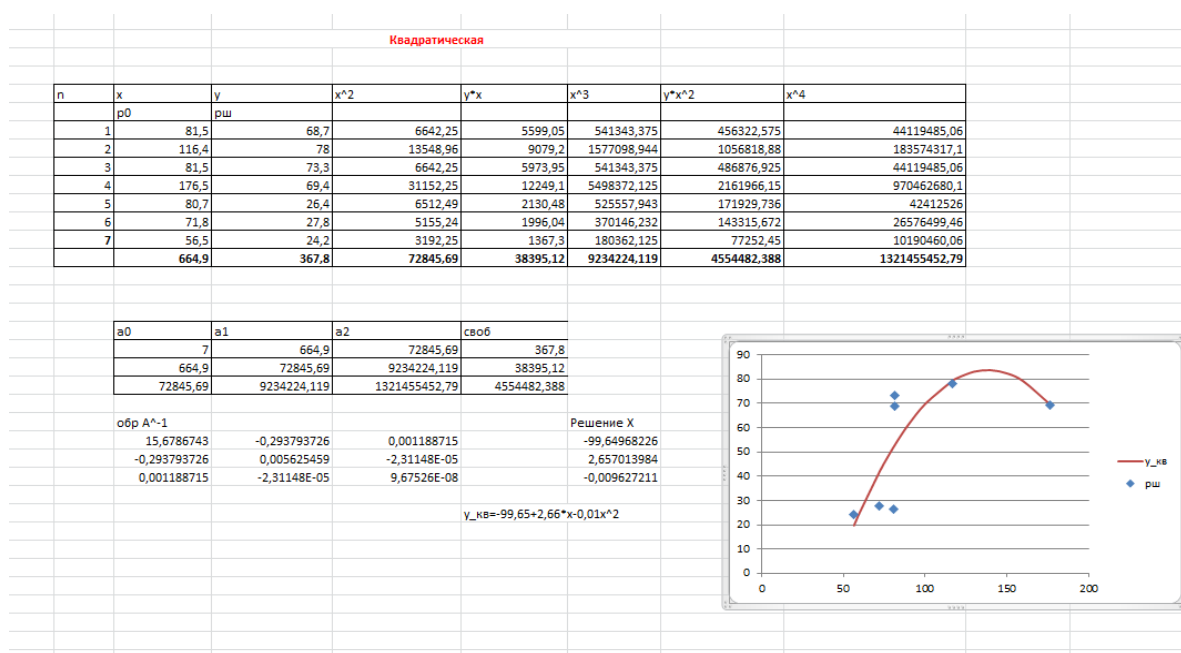 Квадратическая
n x y x^2 y*x x^3 y*x^2 x^4
p0 рш
1 81,5 68,7 6642,25 5599,05 541343,375 456322,575 44119485,06
2 116,4 78 13548,96 9079,2 1577098,944 1056818,88 183574317,1
3 81,5 73,3 6642,25 5973,95 541343,375 486876,925 44119485,06
4 176,5 69,4 31152,25 12249,1 5498372,125 2161966,15 970462680,1
5 80,7 26,4 6512,49 2130,48 525557,943 171929,736 42412526
6 71,8 27,8 5155,24 1996,04 370146,232 143315,672 26576499,46
7 56,5 24,2 3192,25 1367,3 180362,125 77252,45 10190460,06
664,9 367,8 72845,69 38395,12 9234224,119 4554482,388 1321455452,79
a0 a1 a2 своб
7 664,9 72845,69 367,8
664,9 72845,69 9234224,119 38395,12
72845,69 9234224,119 1321455452,79 4554482,388
обр A^-1 Решение X
15,6786743 -0,293793726 0,001188715 -99,64968226
-0,293793726 0,005625459 -2,31148E-05 2,657013984
0,001188715 -2,31148E-05 9,67526E-08 -0,009627211
y_кв=-99,65+2,66*x-0,01x^2
90
80
70
60
50
40
30
20
10
0
0 50 100 150 200
y_кв
рш